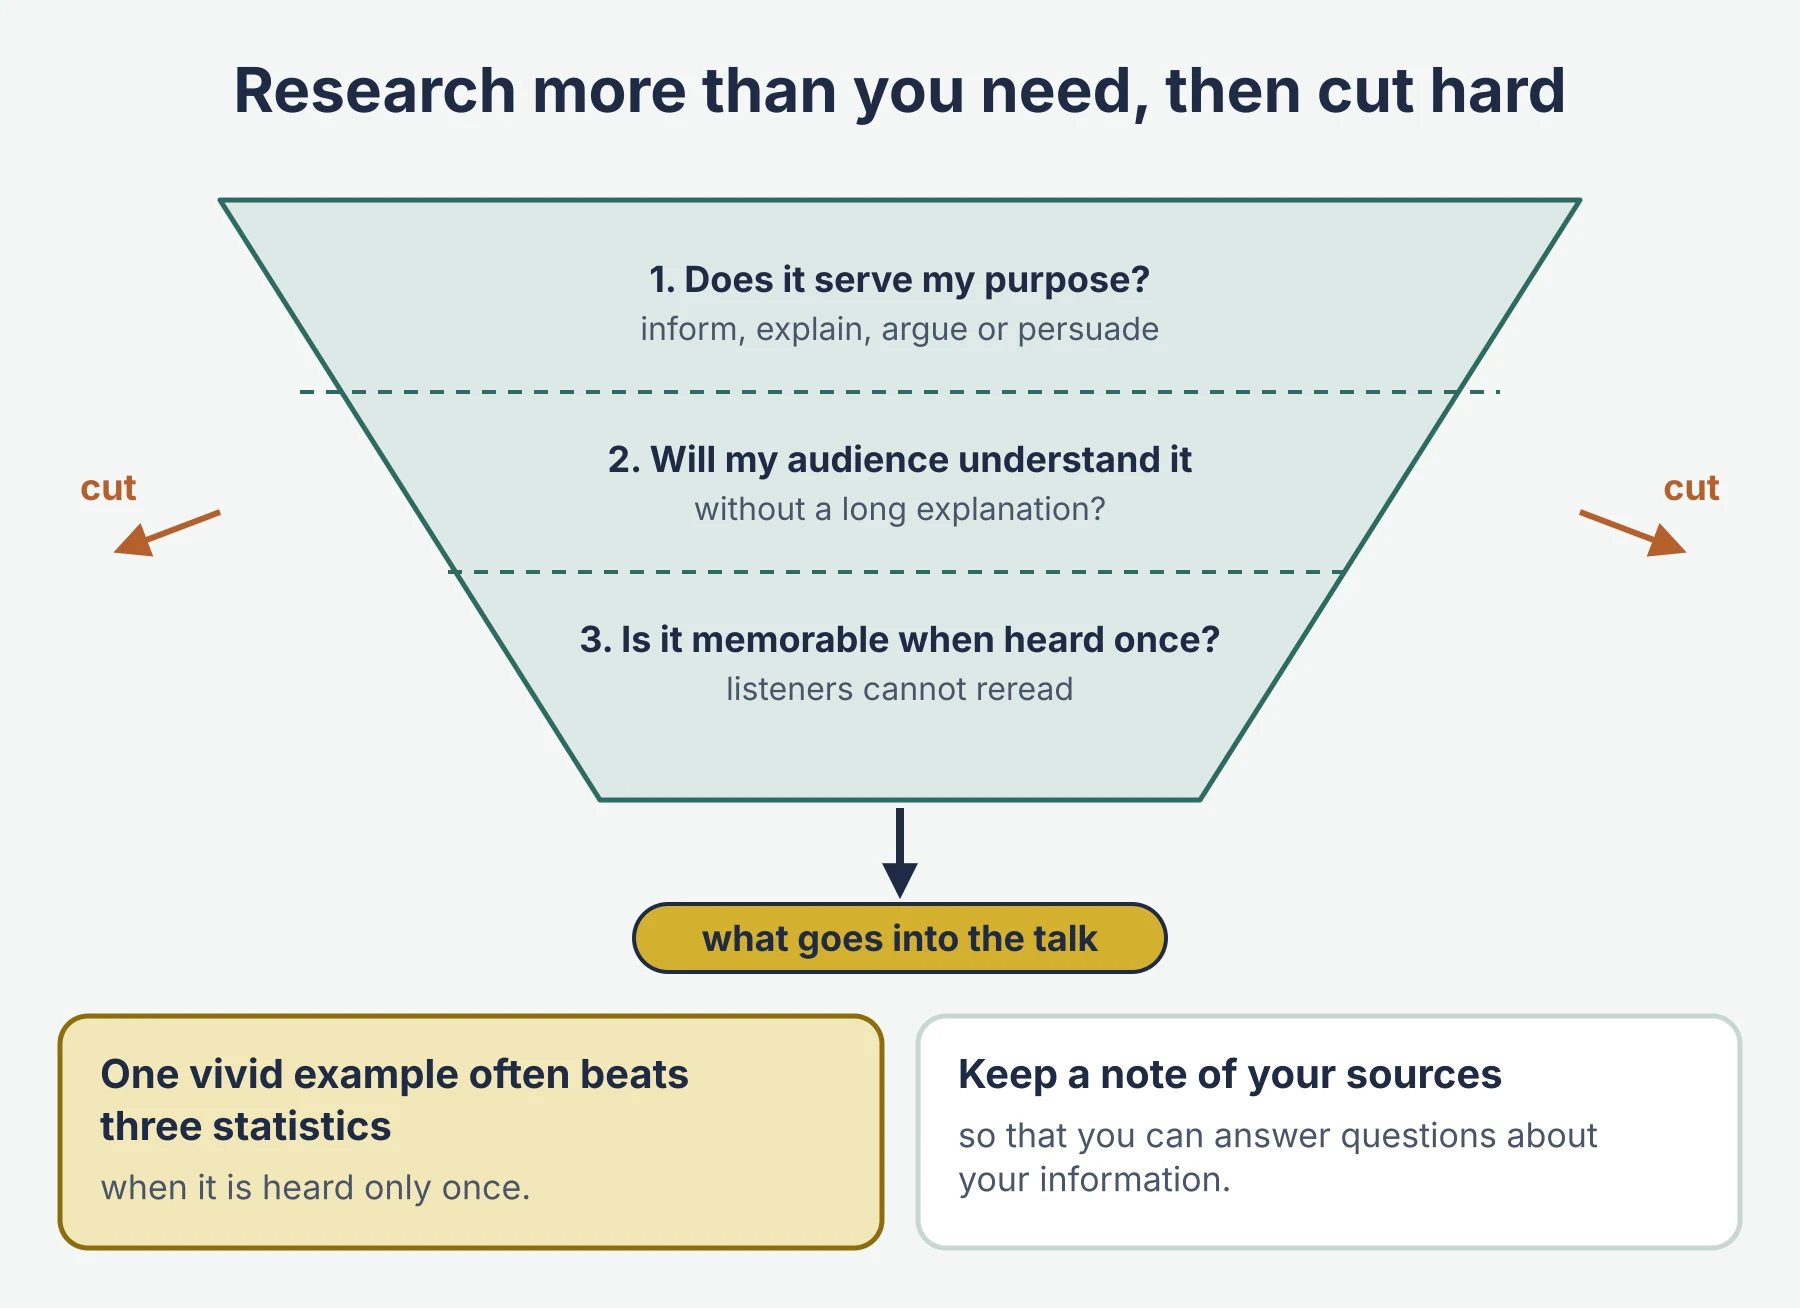 Research more than you need, then cut hard
1. Does it serve my purpose?
inform, explain, argue or persuade
2. Will my audience understand it
without a long explanation?
cut
cut
3. Is it memorable when heard once?
listeners cannot reread
what goes into the talk
One vivid example often beats
three statistics
when it is heard only once.
Keep a note of your sources
so that you can answer questions about
your information.